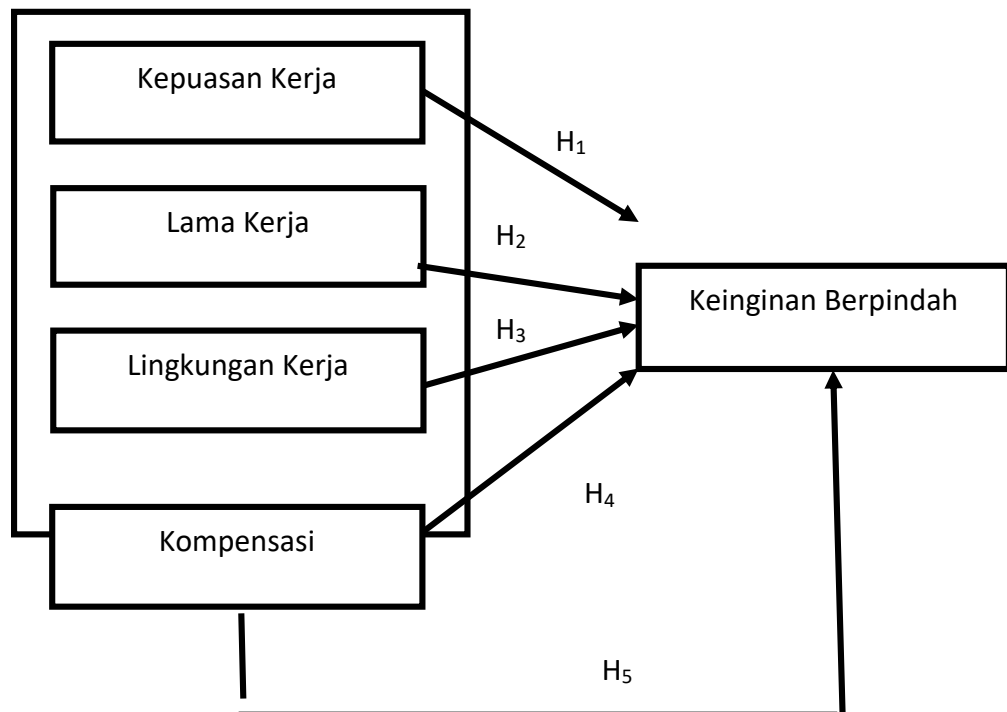 Kepuasan Kerja
H₁
Lama Kerja
H₂
Keinginan Berpindah
H₃
Lingkungan Kerja
H₄
Kompensasi
H₅